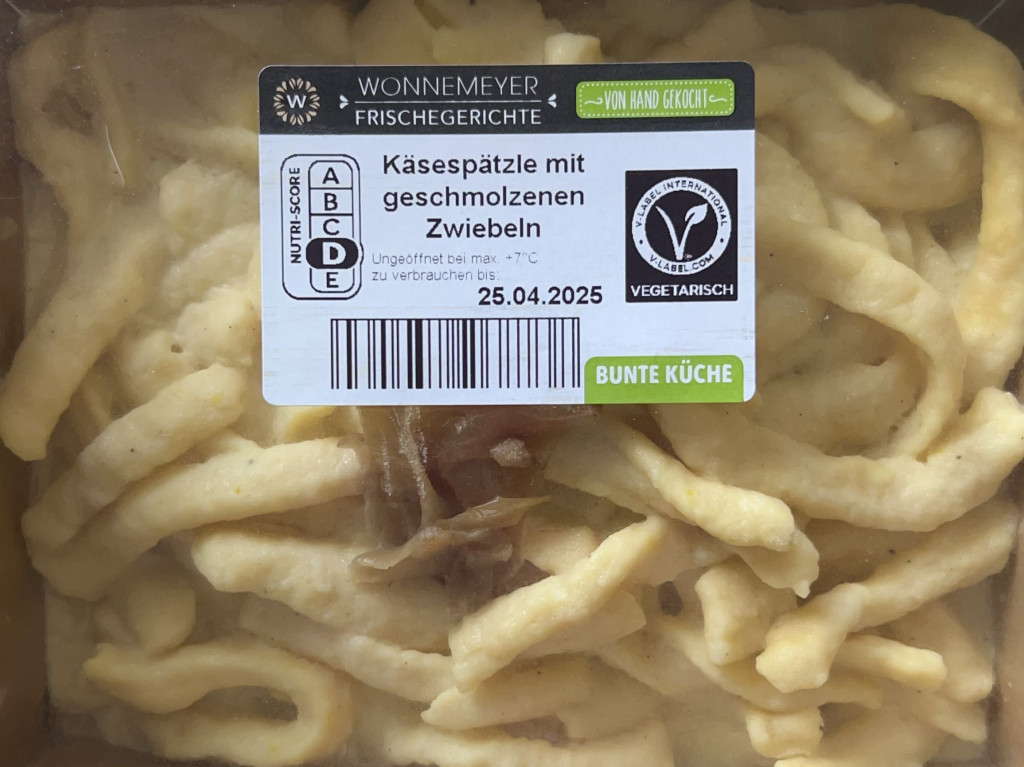 W
WONNEMEYER
FRISCHEGERICHTE
VON HAND GEKOCHT
NUTRI-SCORE
A
B
C
D
E
Käsespätzle mit
geschmolzenen
Zwiebeln
Ungeöffnet bei max. +7°C
zu verbrauchen bis:
25.04.2025
V-LABEL INTERNATIONAL
V-LABEL.COM
VEGETARISCH
BUNTE KÜCHE